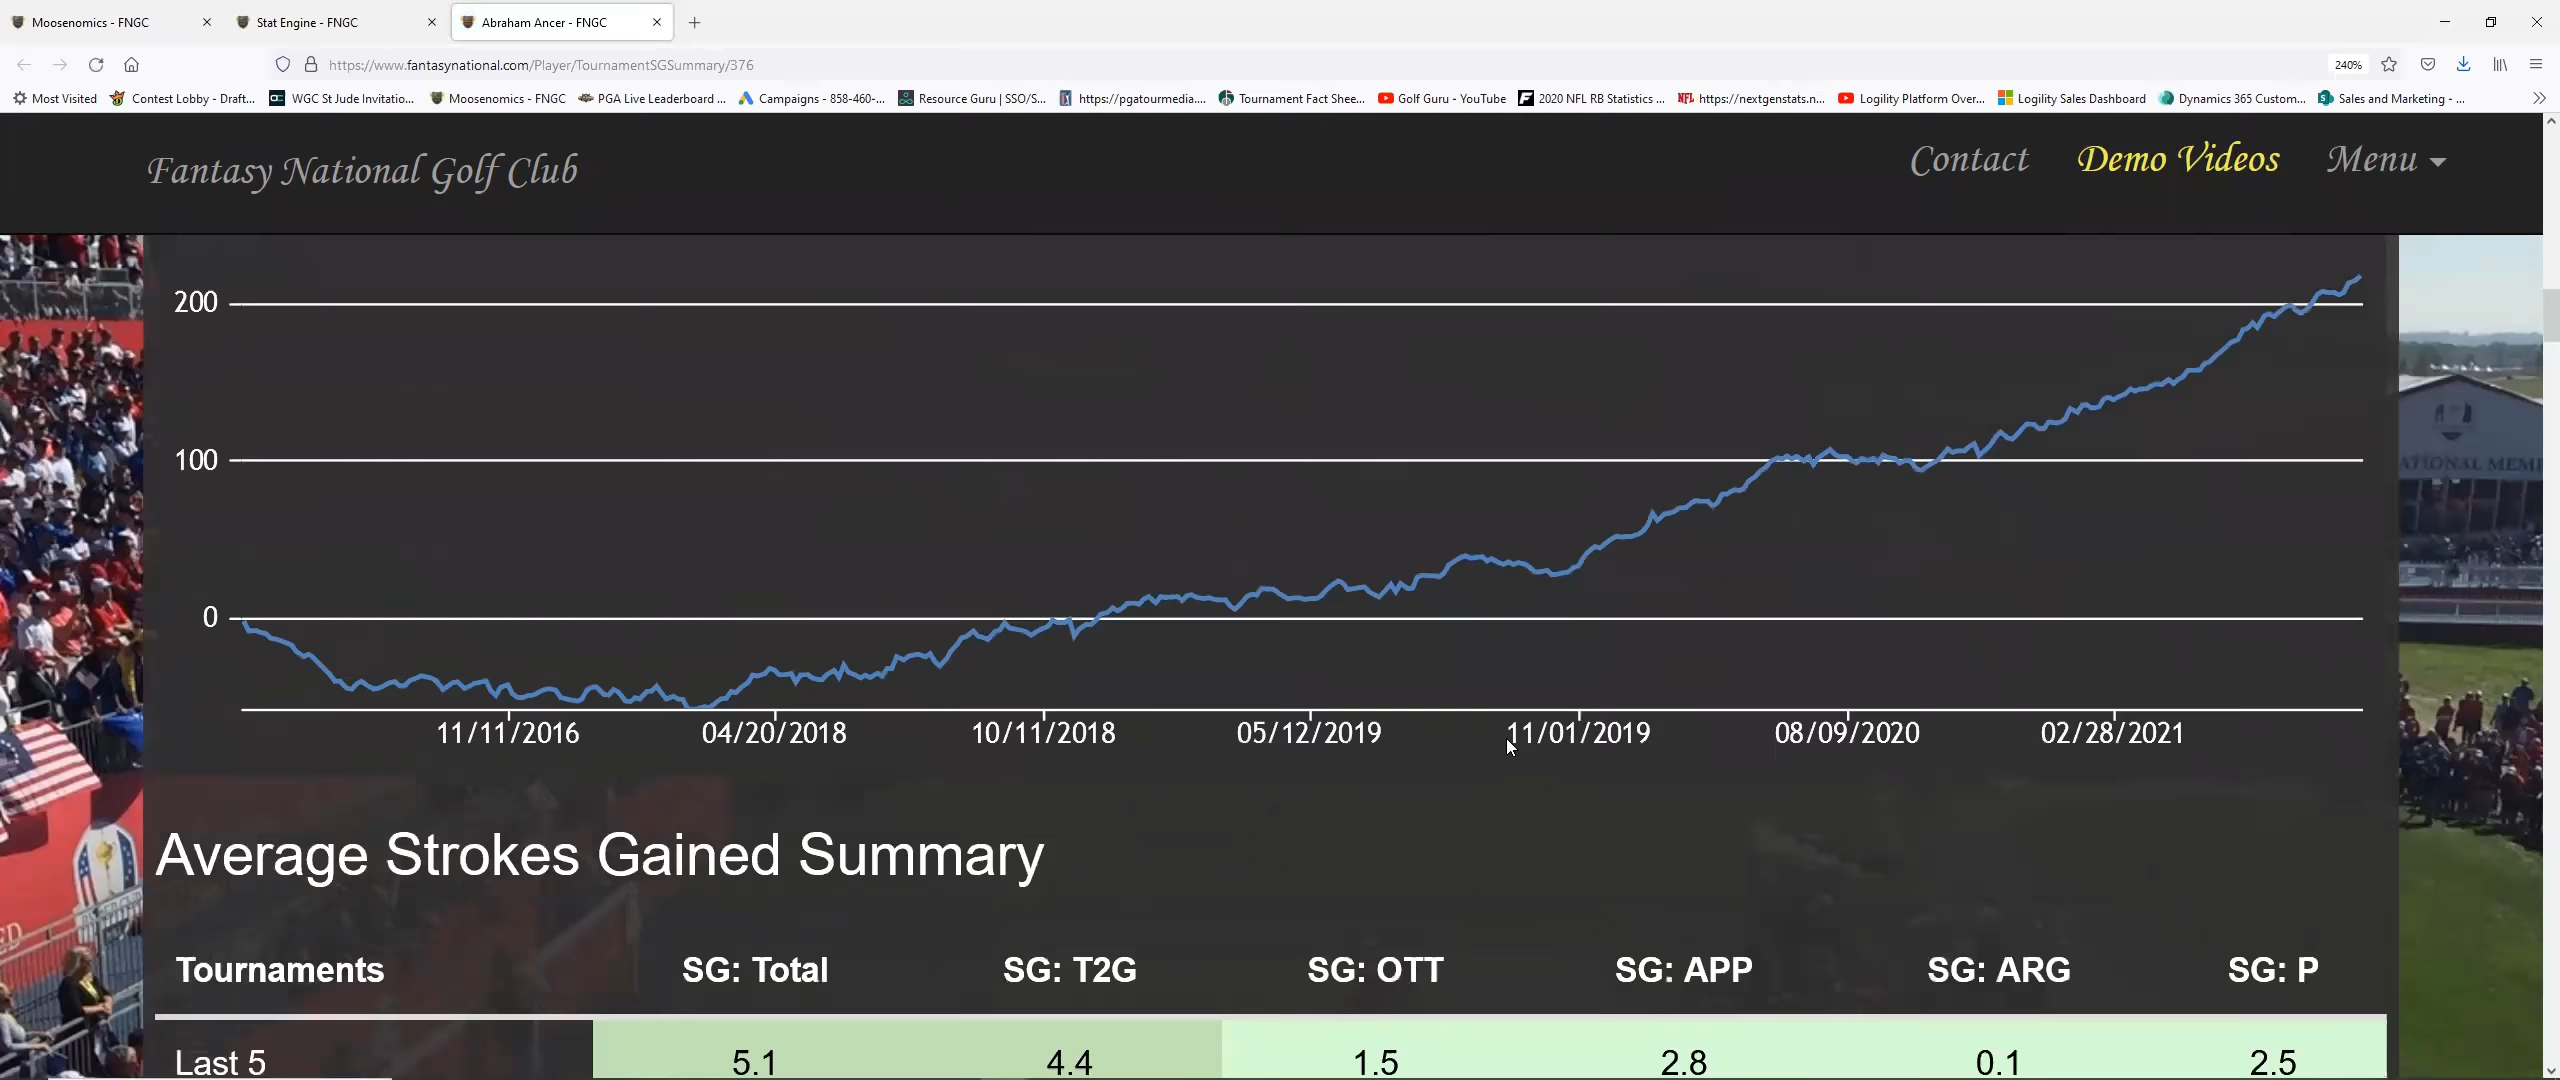 Moosenomics - FNGC
Stat Engine - FNGC
Abraham Ancer - FNGC
https://www.fantasynational.com/Player/TournamentSGSummary/376
240%
Most Visited
Contest Lobby - Draft...
WGC St Jude Invitatio...
Moosenomics - FNGC
PGA Live Leaderboard ...
Campaigns - 858-460-...
Resource Guru | SSO/S...
https://pgatourmedia....
Tournament Fact Shee...
Golf Guru - YouTube
2020 NFL RB Statistics ...
https://nextgenstats.n...
Logility Platform Over...
Logility Sales Dashboard
Dynamics 365 Custom...
Sales and Marketing - ...
Fantasy National Golf Club
Contact
Demo Videos
Menu
200
100
0
11/11/2016
04/20/2018
10/11/2018
05/12/2019
11/01/2019
08/09/2020
02/28/2021
Average Strokes Gained Summary
Tournaments SG: Total SG: T2G SG: OTT SG: APP SG: ARG SG: P
Last 5 5.1 4.4 1.5 2.8 0.1 2.5